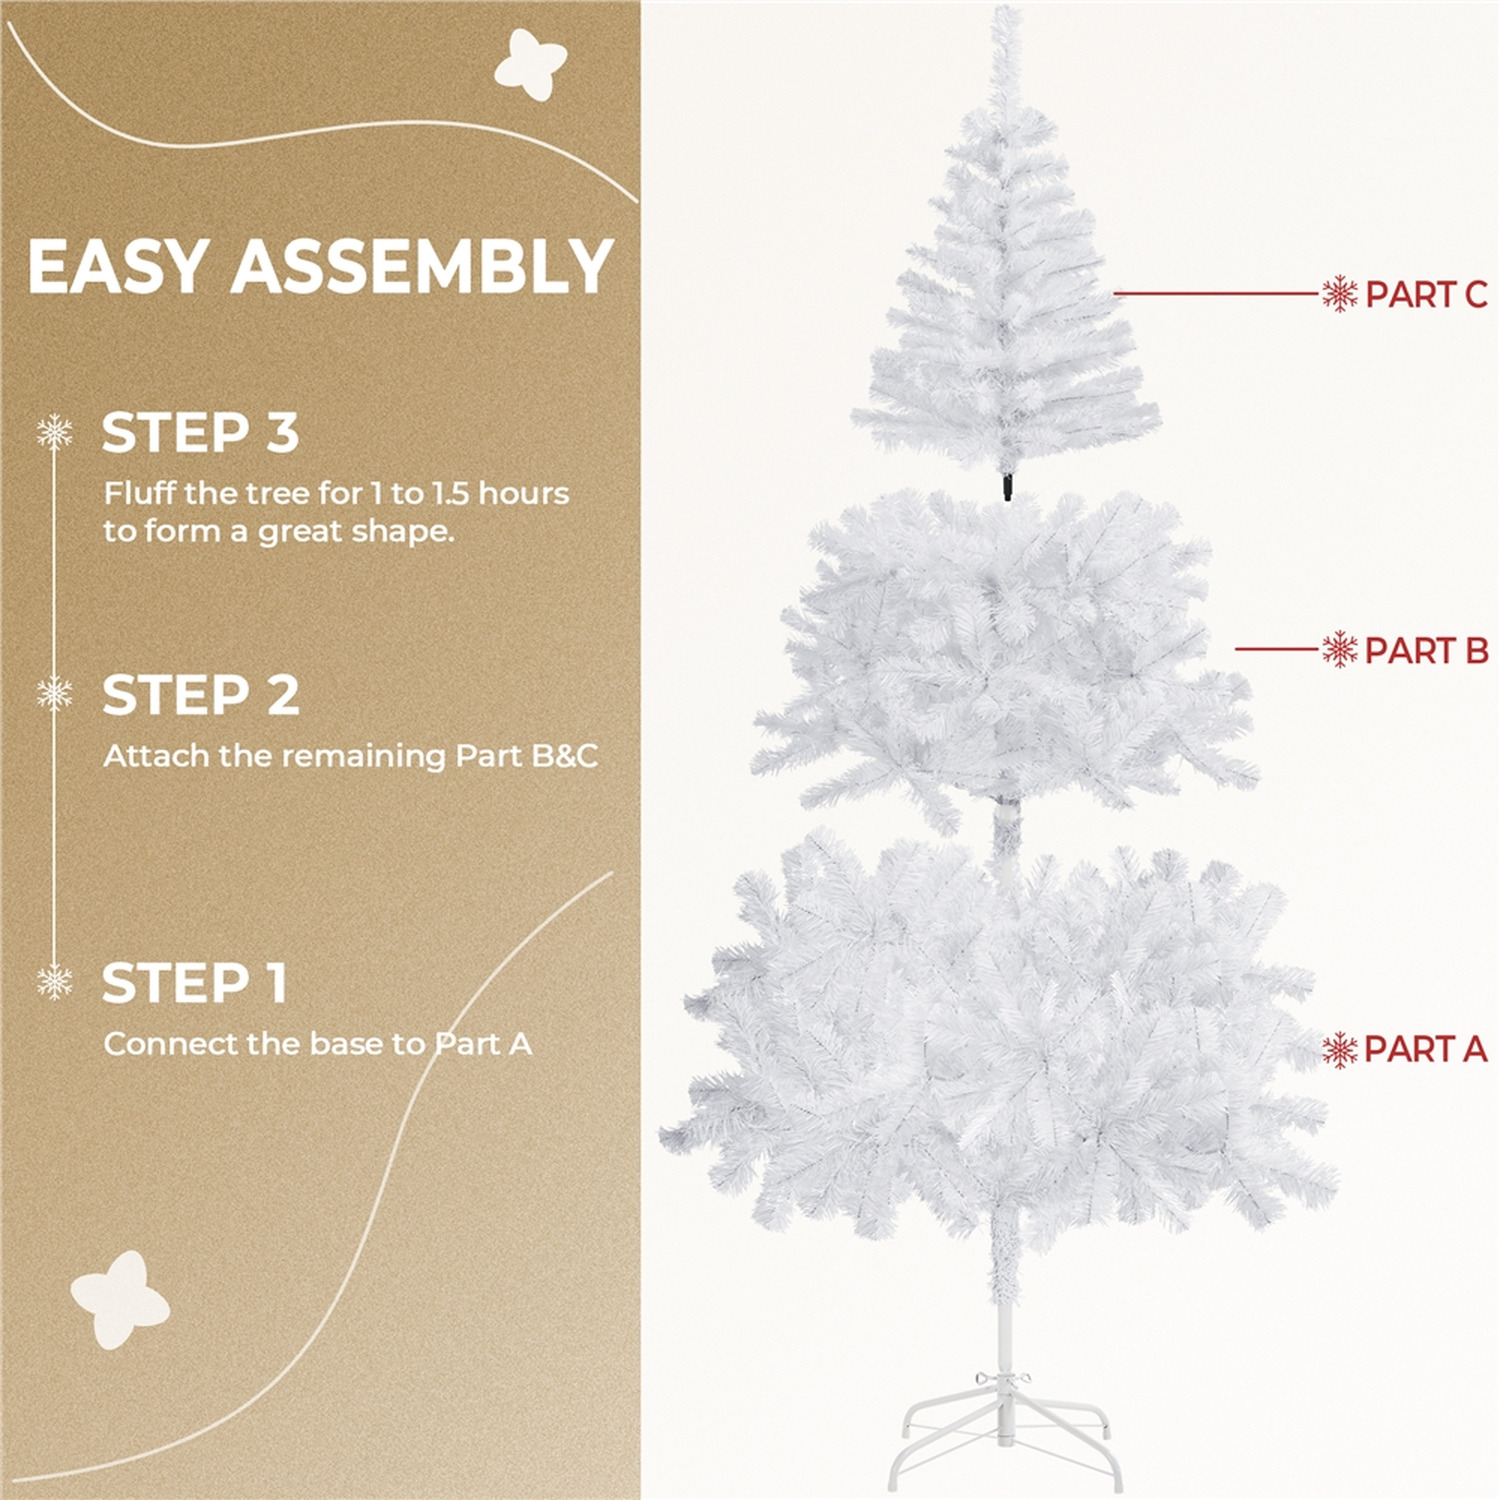 EASY ASSEMBLY
STEP 3
Fluff the tree for 1 to 1.5 hours
to form a great shape.
STEP 2
Attach the remaining Part B&C
STEP 1
Connect the base to Part A
PART C
PART B
PART A